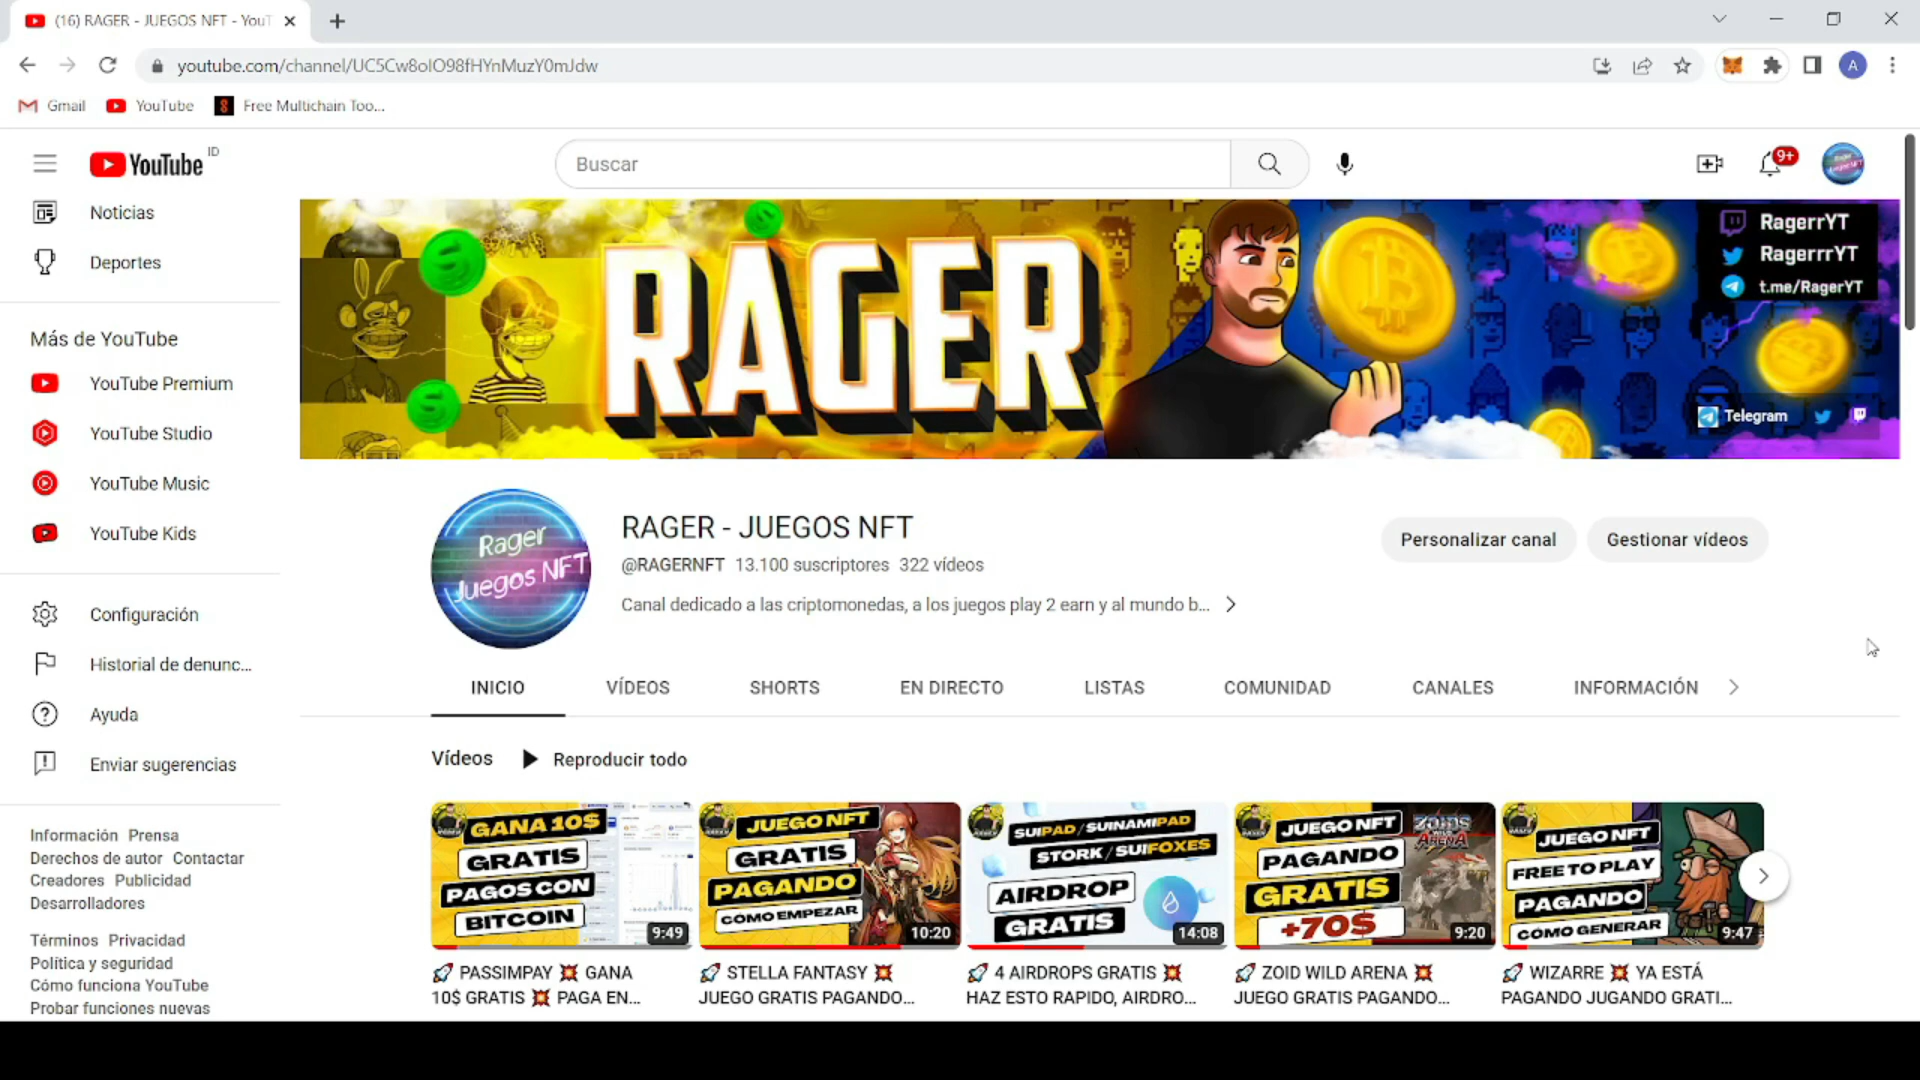 (16) RAGER - JUEGOS NFT - YouT
youtube.com/channel/UC5Cw8oIO98fHYnMuzY0mJdw
Gmail
YouTube
Free Multichain Too...
YouTube ID
Buscar
9+
Noticias
Deportes
Más de YouTube
YouTube Premium
YouTube Studio
YouTube Music
YouTube Kids
Configuración
Historial de denunc...
Ayuda
Enviar sugerencias
Información Prensa
Derechos de autor Contactar
Creadores Publicidad
Desarrolladores
Términos Privacidad
Política y seguridad
Cómo funciona YouTube
Probar funciones nuevas
RAGER
RagerrYT
RagerrrYT
t.me/RagerYT
Telegram
Rager
Juegos NFT
RAGER - JUEGOS NFT
@RAGERNFT 13.100 suscriptores 322 vídeos
Canal dedicado a las criptomonedas, a los juegos play 2 earn y al mundo b...
Personalizar canal
Gestionar vídeos
INICIO
VÍDEOS
SHORTS
EN DIRECTO
LISTAS
COMUNIDAD
CANALES
INFORMACIÓN
Vídeos
Reproducir todo
GANA 10$
GRATIS
PAGOS CON
BITCOIN
9:49
PASSIMPAY GANA
10$ GRATIS PAGA EN...
JUEGO NFT
GRATIS
PAGANDO
COMO EMPEZAR
10:20
STELLA FANTASY
JUEGO GRATIS PAGANDO...
SUIPAD / SUINAMIPAD
STORK / SUIFOXES
AIRDROP
GRATIS
14:08
4 AIRDROPS GRATIS
HAZ ESTO RAPIDO, AIRDRO...
JUEGO NFT
PAGANDO
GRATIS
+70$
ZOIDS
WILD
ARENA
9:20
ZOID WILD ARENA
JUEGO GRATIS PAGANDO...
JUEGO NFT
FREE TO PLAY
PAGANDO
COMO GENERAR
9:47
WIZARRE YA ESTÁ
PAGANDO JUGANDO GRATI...